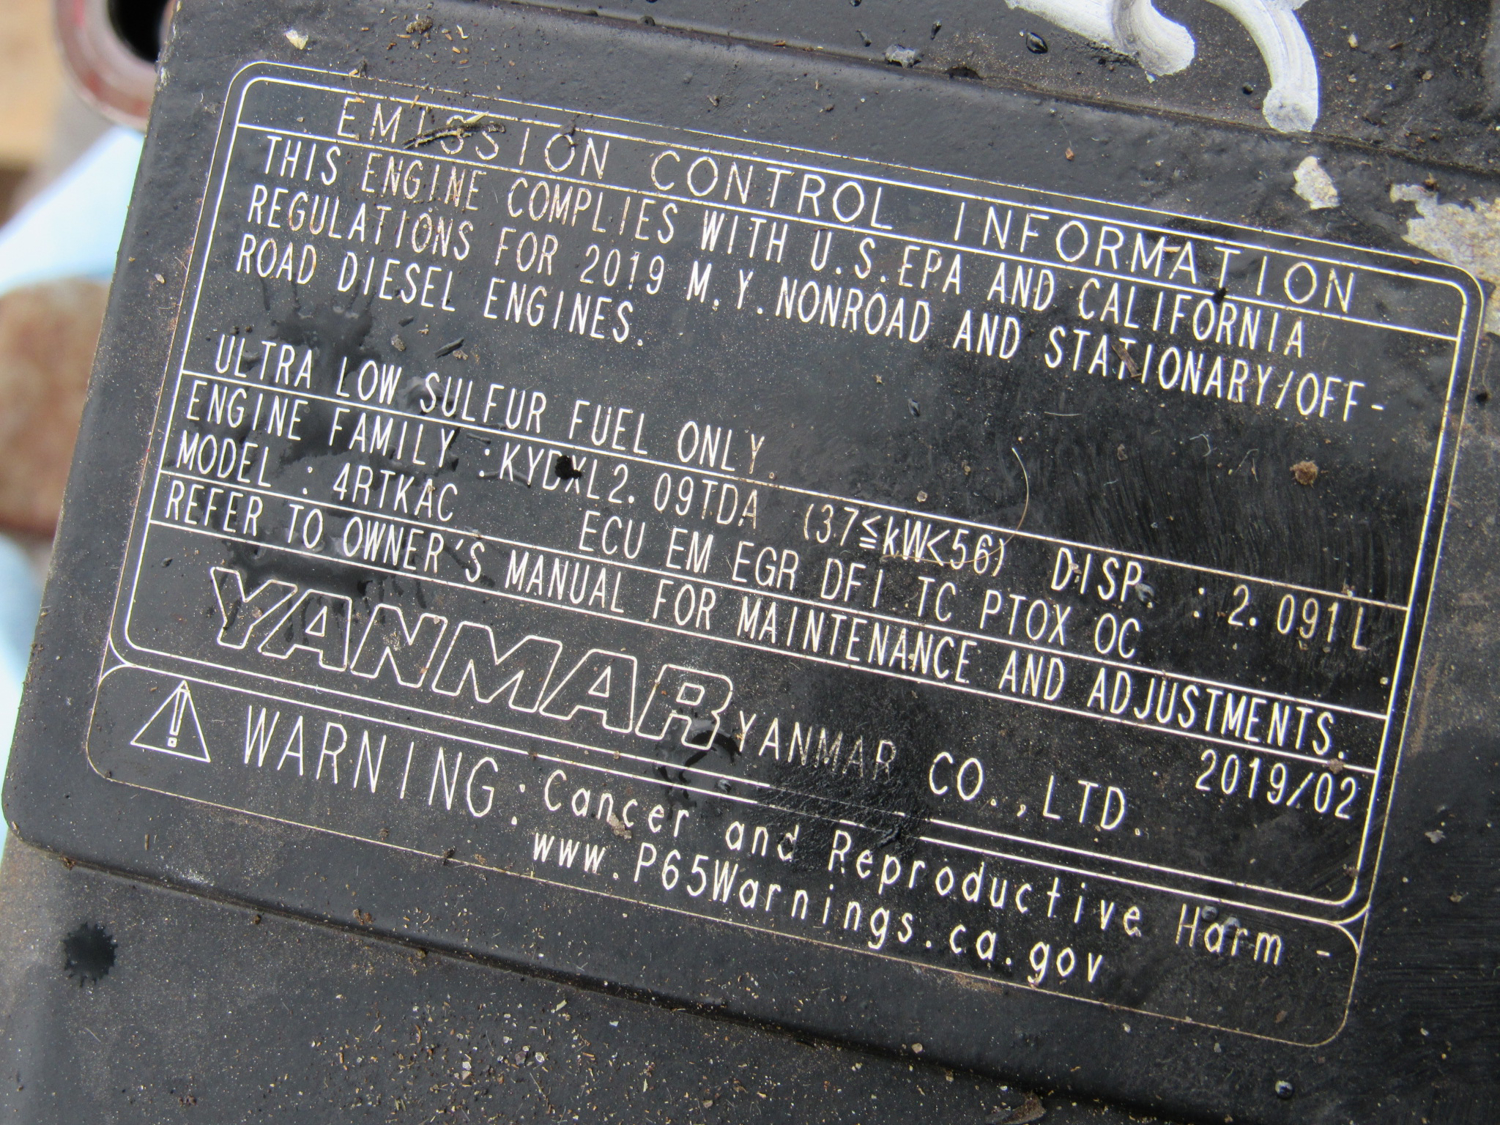 EMISSION CONTROL INFORMATION
THIS ENGINE COMPLIES WITH U.S.EPA AND CALIFORNIA
REGULATIONS FOR 2019 M.Y.NONROAD AND STATIONARY/OFF-
ROAD DIESEL ENGINES.
ULTRA LOW SULFUR FUEL ONLY.
ENGINE FAMILY :KYDXL2.09TDA (37≦kW<56) DISP. : 2.091L
MODEL : 4RTKAC ECU EM EGR DFI TC PTOX OC
REFER TO OWNER'S MANUAL FOR MAINTENANCE AND ADJUSTMENTS.
2019/02
YANMAR YANMAR CO.,LTD.
WARNING:Cancer and Reproductive Harm -
www.P65Warnings.ca.gov